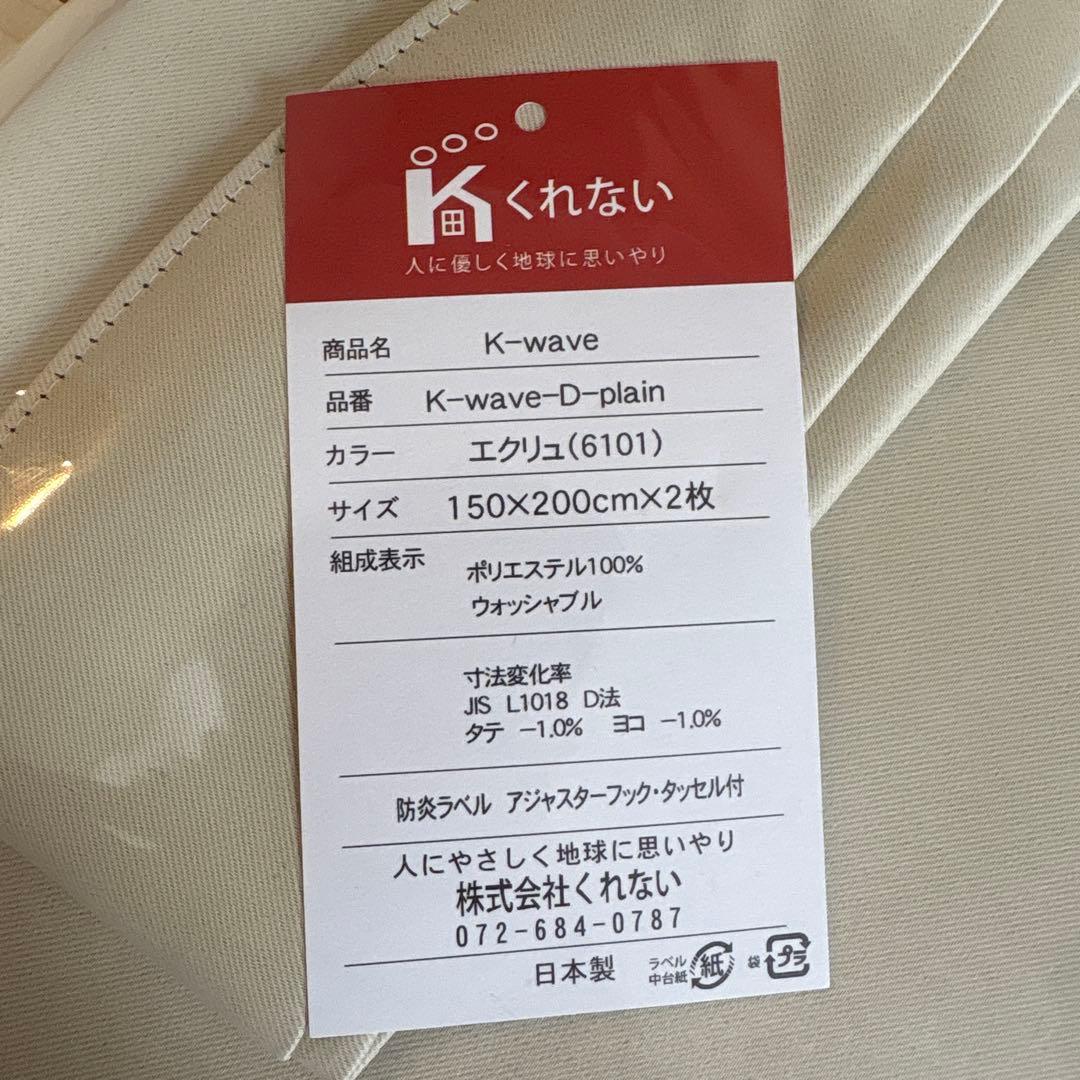 K くれない
人に優しく地球に思いやり
商品名 K-wave
品番 K-wave-D-plain
カラー エクリュ(6101)
サイズ 150×200cm×2枚
組成表示 ポリエステル100%
ウォッシャブル
寸法変化率
JIS L1018 D法
タテ -1.0% ヨコ -1.0%
防炎ラベル アジャスターフック・タッセル付
人にやさしく地球に思いやり
株式会社くれない
072-684-0787
日本製 ラベル 中台紙 紙 袋 プラ